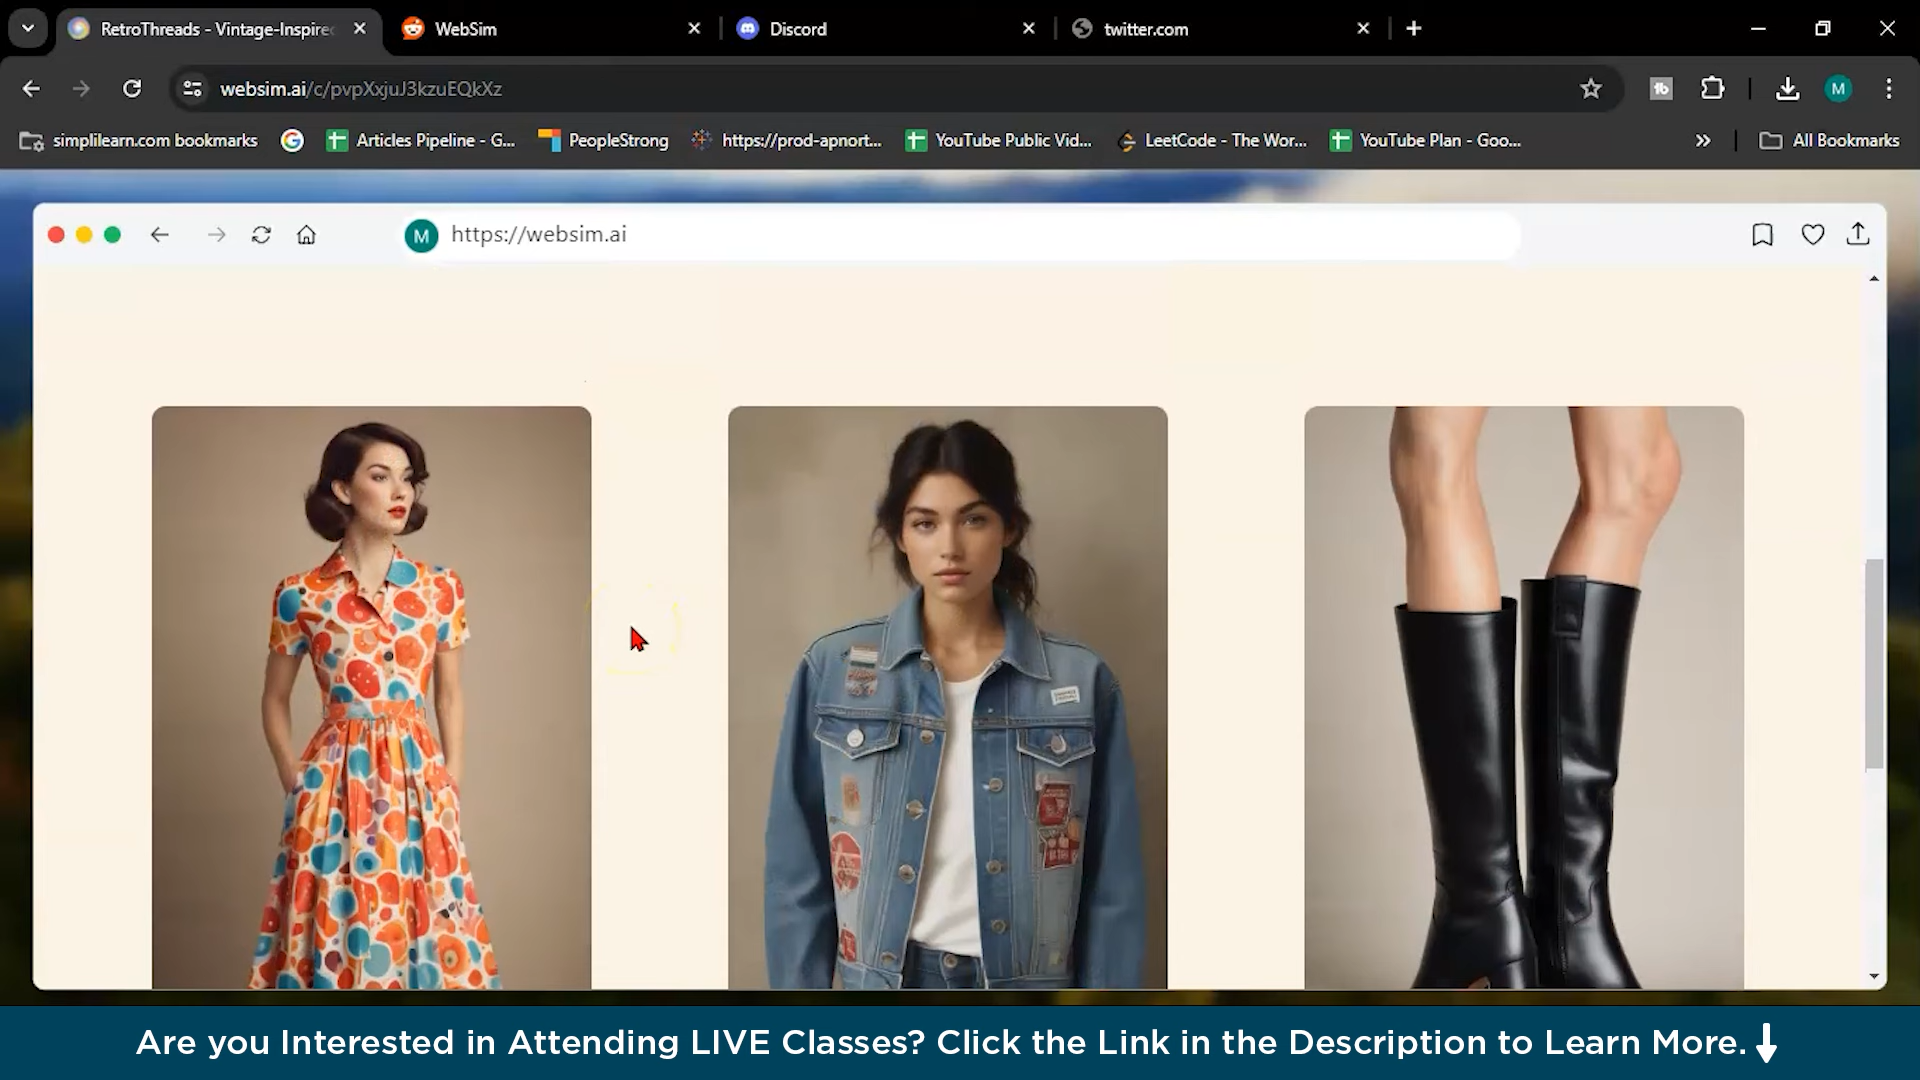 RetroThreads - Vintage-Inspired
WebSim
Discord
twitter.com
websim.ai/c/pvpXxjuJ3kzuEQkXz
M
simplilearn.com bookmarks
Articles Pipeline - G...
PeopleStrong
https://prod-apnort...
YouTube Public Vid...
LeetCode - The Wor...
YouTube Plan - Goo...
»
All Bookmarks
M
https://websim.ai
Are you Interested in Attending LIVE Classes? Click the Link in the Description to Learn More.